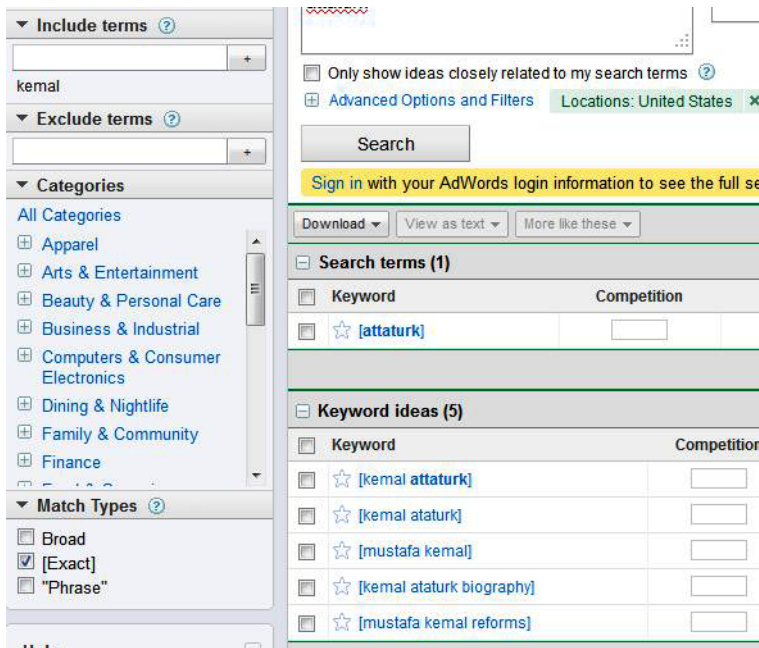 Include terms ?
+
kemal
Exclude terms ?
+
Categories
All Categories
Apparel
Arts & Entertainment
Beauty & Personal Care
Business & Industrial
Computers & Consumer
Electronics
Dining & Nightlife
Family & Community
Finance
Match Types ?
Broad
[Exact]
"Phrase"
Only show ideas closely related to my search terms ?
Advanced Options and Filters Locations: United States ×
Search
Sign in with your AdWords login information to see the full
Download View as text More like these
Search terms (1)
Keyword Competition
[attaturk]
Keyword ideas (5)
Keyword Competition
[kemal attaturk]
[kemal ataturk]
[mustafa kemal]
[kemal ataturk biography]
[mustafa kemal reforms]